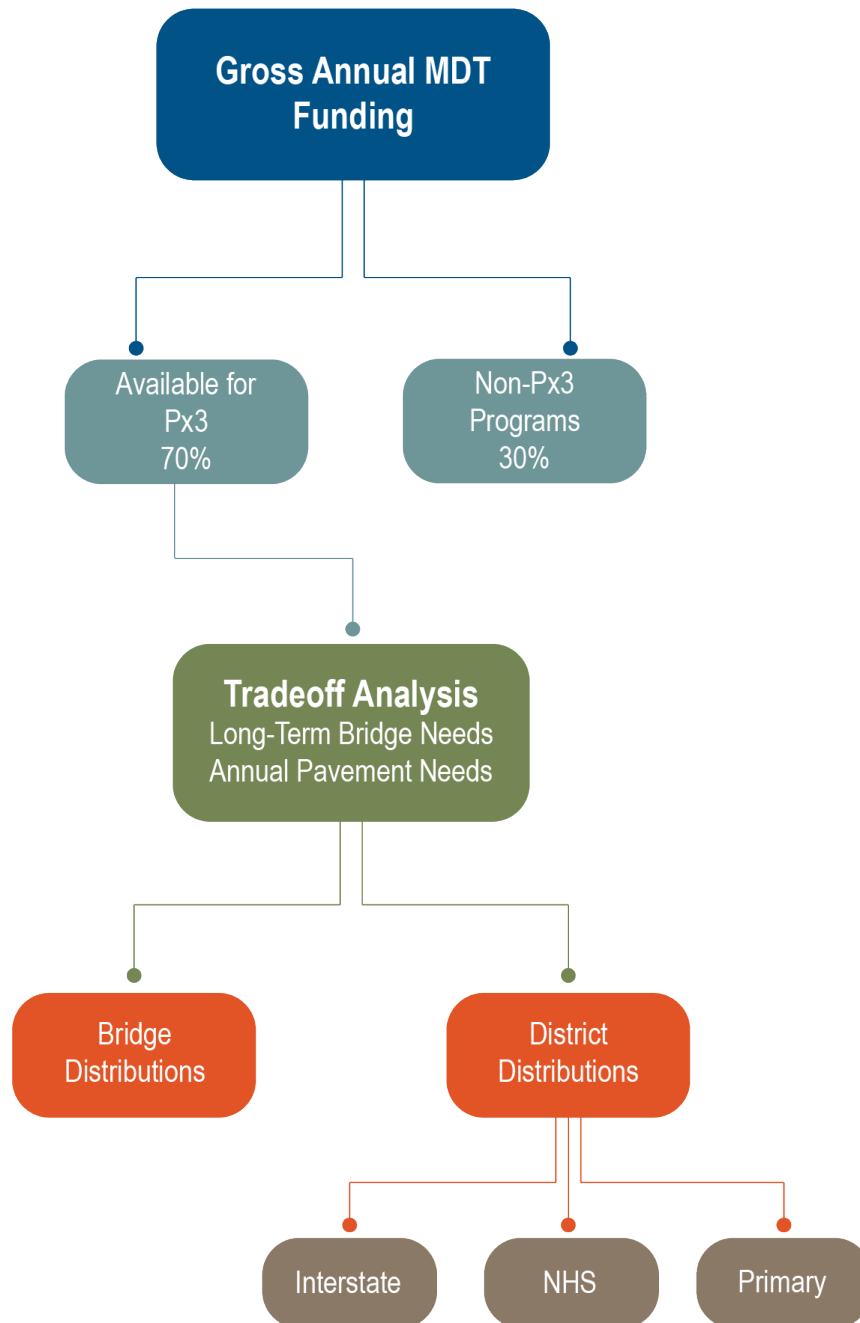 Gross Annual MDT
Funding
Available for
Px3
70%
Non-Px3
Programs
30%
Tradeoff Analysis
Long-Term Bridge Needs
Annual Pavement Needs
Bridge
Distributions
District
Distributions
Interstate
NHS
Primary